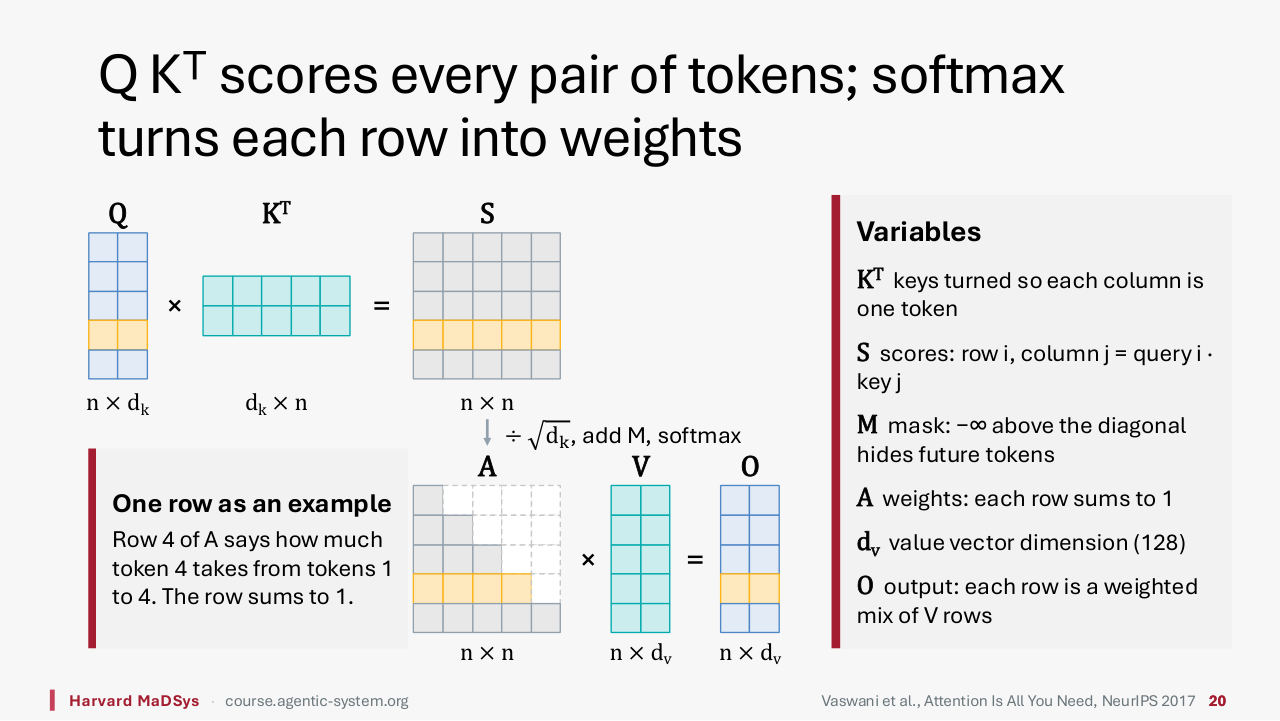 Q Kᵀ scores every pair of tokens; softmax
turns each row into weights
Q
Kᵀ
S
×
=
n × dₖ
dₖ × n
n × n
÷ √dₖ, add M, softmax
One row as an example
Row 4 of A says how much
token 4 takes from tokens 1
to 4. The row sums to 1.
A
V
O
×
=
n × n
n × dᵥ
n × dᵥ
Variables
Kᵀ keys turned so each column is
one token
S scores: row i, column j = query i ·
key j
M mask: −∞ above the diagonal
hides future tokens
A weights: each row sums to 1
dᵥ value vector dimension (128)
O output: each row is a weighted
mix of V rows
Harvard MaDSys · course.agentic-system.org
Vaswani et al., Attention Is All You Need, NeurIPS 2017 20